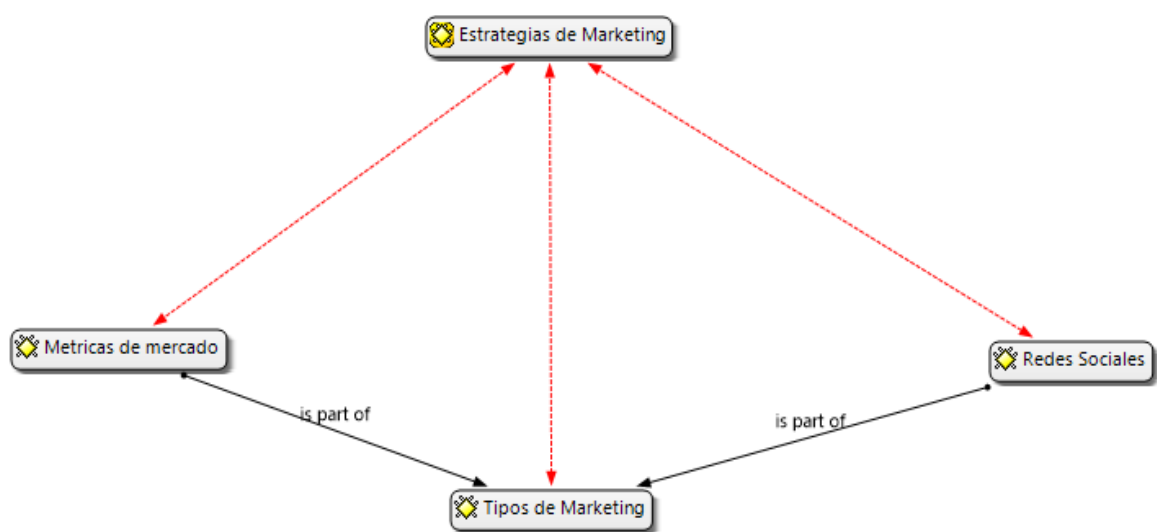 Estrategias de Marketing
Metricas de mercado
Redes Sociales
is part of
is part of
Tipos de Marketing